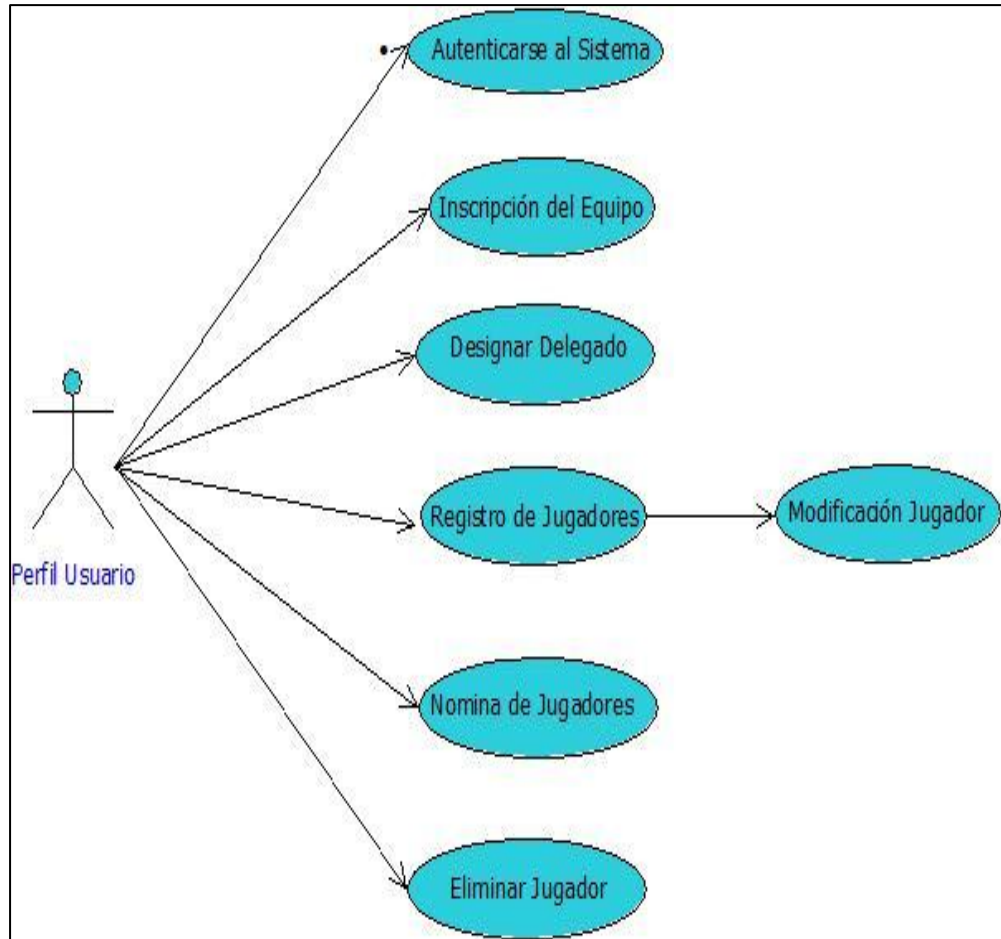 Autenticarse al Sistema
Inscripción del Equipo
Designar Delegado
Registro de Jugadores
Modificación Jugador
Perfil Usuario
Nomina de Jugadores
Eliminar Jugador